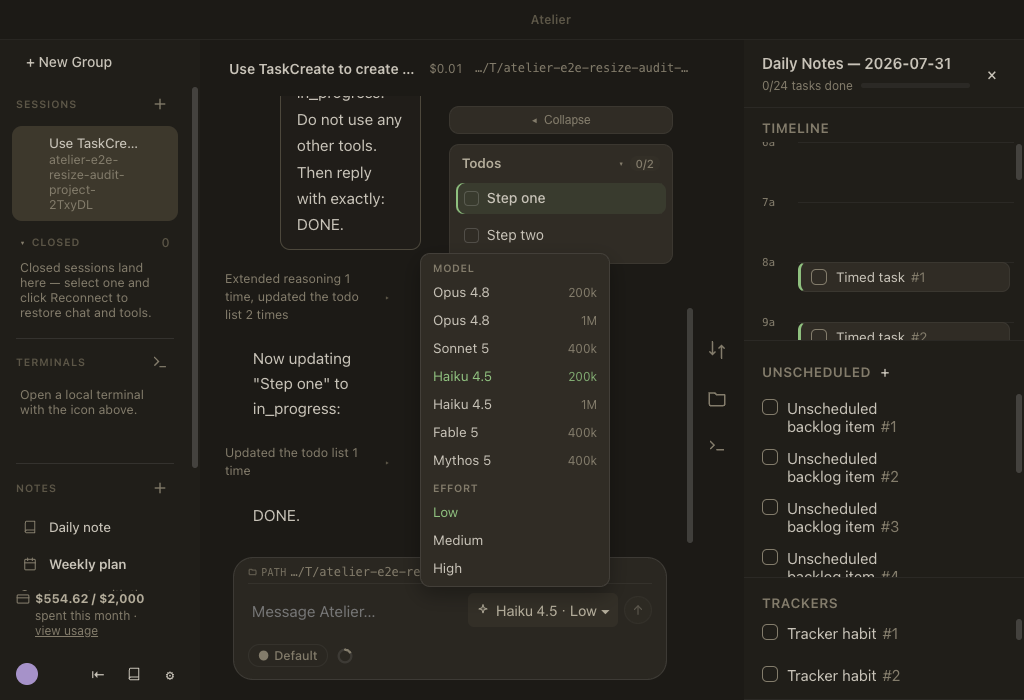 Atelier
+ New Group
SESSIONS
Use TaskCre...
atelier-e2e-
resize-audit-
project-
2TxyDL
CLOSED 0
Closed sessions land
here — select one and
click Reconnect to
restore chat and tools.
TERMINALS
Open a local terminal
with the icon above.
NOTES
Daily note
Weekly plan
$554.62 / $2,000
spent this month ·
view usage
Use TaskCreate to create ... $0.01 …/T/atelier-e2e-resize-audit-…
in_progress.
Do not use any
other tools.
Then reply
with exactly:
DONE.
Extended reasoning 1
time, updated the todo
list 2 times
Now updating
"Step one" to
in_progress:
Updated the todo list 1
time
DONE.
Collapse
Todos 0/2
Step one
Step two
MODEL
Opus 4.8 200k
Opus 4.8 1M
Sonnet 5 400k
Haiku 4.5 200k
Haiku 4.5 1M
Fable 5 400k
Mythos 5 400k
EFFORT
Low
Medium
High
PATH …/T/atelier-e2e-re
Message Atelier...
Haiku 4.5 · Low
Default
Daily Notes — 2026-07-31
0/24 tasks done
TIMELINE
6a
7a
8a
Timed task #1
9a
Timed task #2
UNSCHEDULED +
Unscheduled
backlog item #1
Unscheduled
backlog item #2
Unscheduled
backlog item #3
Unscheduled
backlog item #4
TRACKERS
Tracker habit #1
Tracker habit #2